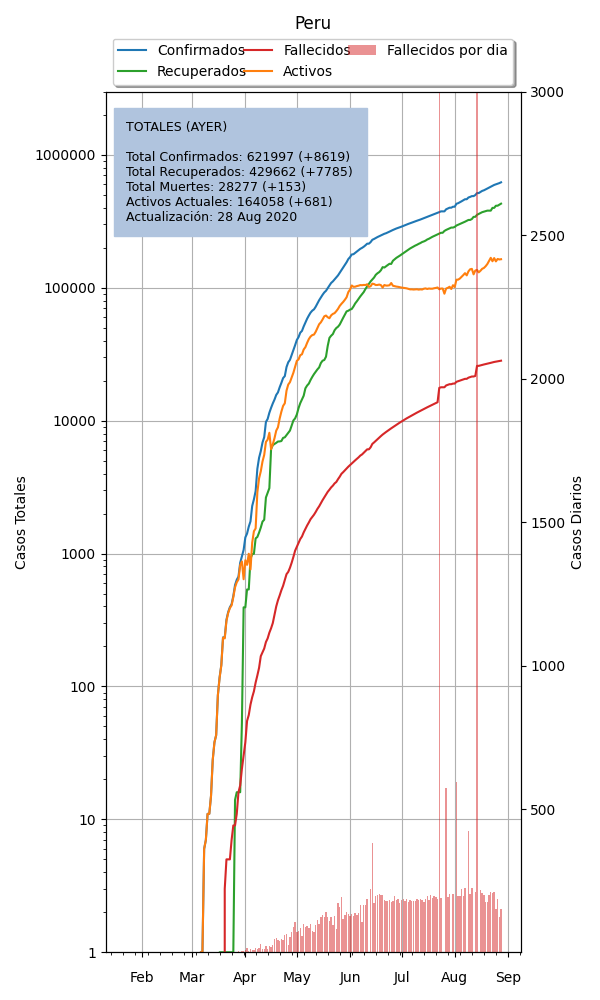 Peru
Confirmados
Fallecidos
Fallecidos por dia
Recuperados
Activos
TOTALES (AYER)
Total Confirmados: 621997 (+8619)
Total Recuperados: 429662 (+7785)
Total Muertes: 28277 (+153)
Activos Actuales: 164058 (+681)
Actualización: 28 Aug 2020
Casos Totales
1000000
100000
10000
1000
100
10
1
Casos Diarios
3000
2500
2000
1500
1000
500
Feb
Mar
Apr
May
Jun
Jul
Aug
Sep